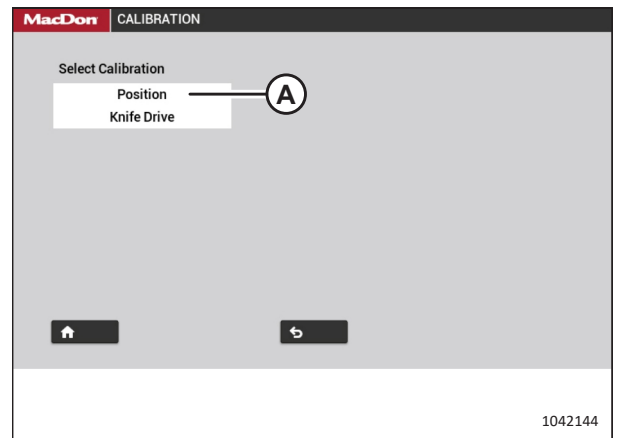 MacDon CALIBRATION
Select Calibration
Position
A
Knife Drive
1042144